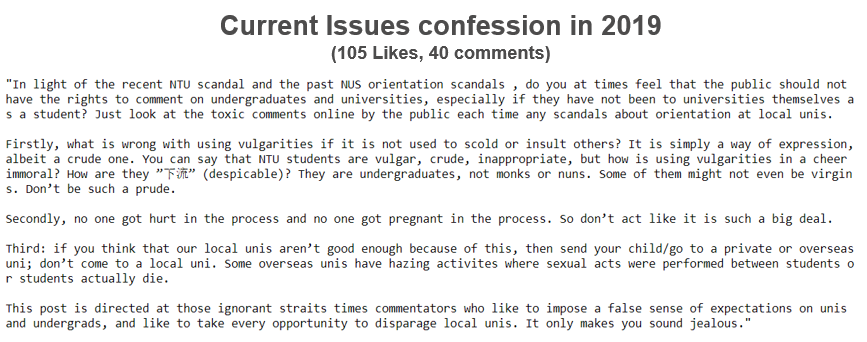 Current Issues confession in 2019
(105 Likes, 40 comments)
"In light of the recent NTU scandal and the past NUS orientation scandals , do you at times feel that the public should not
have the rights to comment on undergraduates and universities, especially if they have not been to universities themselves a
s a student? Just look at the toxic comments online by the public each time any scandals about orientation at local unis.
Firstly, what is wrong with using vulgarities if it is not used to scold or insult others? It is simply a way of expression,
albeit a crude one. You can say that NTU students are vulgar, crude, inappropriate, but how is using vulgarities in a cheer
immoral? How are they ”下流” (despicable)? They are undergraduates, not monks or nuns. Some of them might not even be virgin
s. Don’t be such a prude.
Secondly, no one got hurt in the process and no one got pregnant in the process. So don’t act like it is such a big deal.
Third: if you think that our local unis aren’t good enough because of this, then send your child/go to a private or overseas
uni; don’t come to a local uni. Some overseas unis have hazing activites where sexual acts were performed between students o
r students actually die.
This post is directed at those ignorant straits times commentators who like to impose a false sense of expectations on unis
and undergrads, and like to take every opportunity to disparage local unis. It only makes you sound jealous."